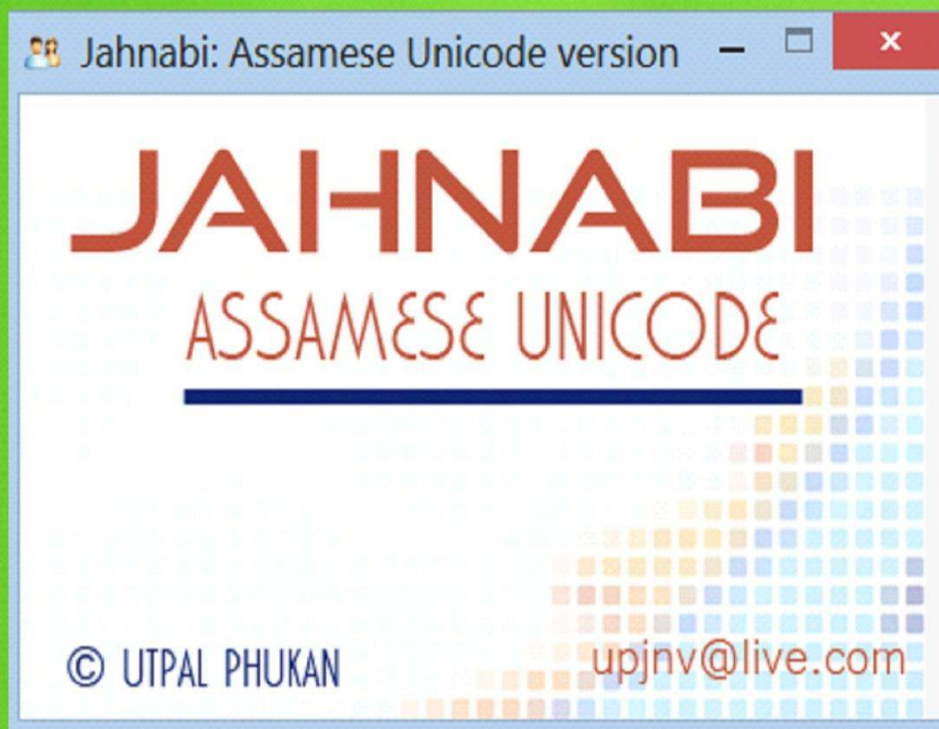 Jahnabi: Assamese Unicode version
JAHNABI
ASSAMESE UNICODE
© UTPAL PHUKAN
upjnv@live.com